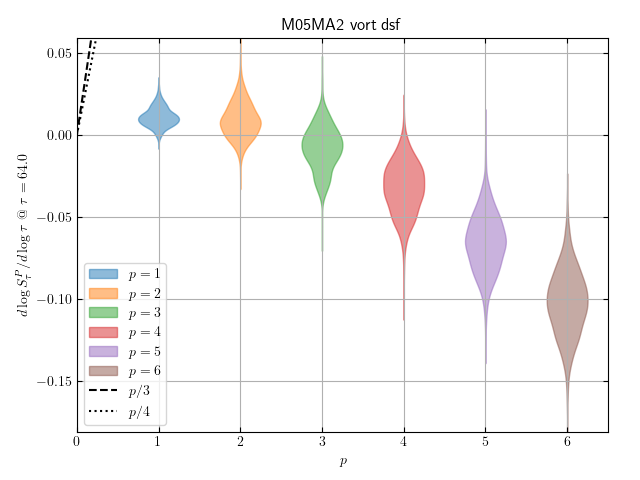 M05MA2 vort dsf
d log S_τ^P / d log τ @ τ = 64.0
0.05
0.00
−0.05
−0.10
−0.15
p = 1
p = 2
p = 3
p = 4
p = 5
p = 6
p/3
p/4
0 1 2 3 4 5 6
p